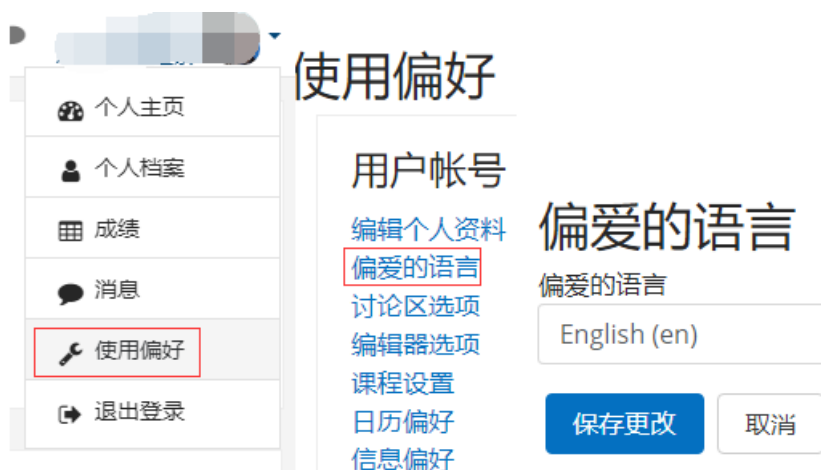 个人主页
个人档案
成绩
消息
使用偏好
退出登录
使用偏好
用户帐号
编辑个人资料
偏爱的语言
讨论区选项
编辑器选项
课程设置
日历偏好
信息偏好
偏爱的语言
偏爱的语言
English (en)
保存更改
取消